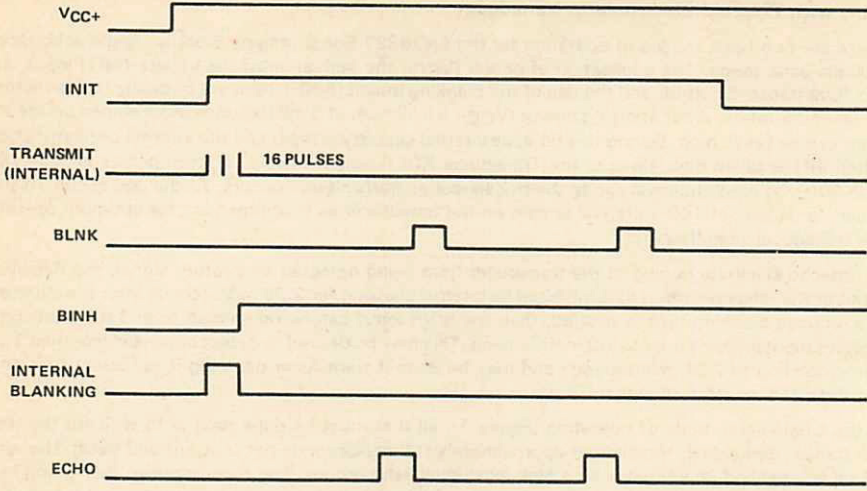 VCC+
INIT
TRANSMIT
(INTERNAL)
16 PULSES
BLNK
BINH
INTERNAL
BLANKING
ECHO